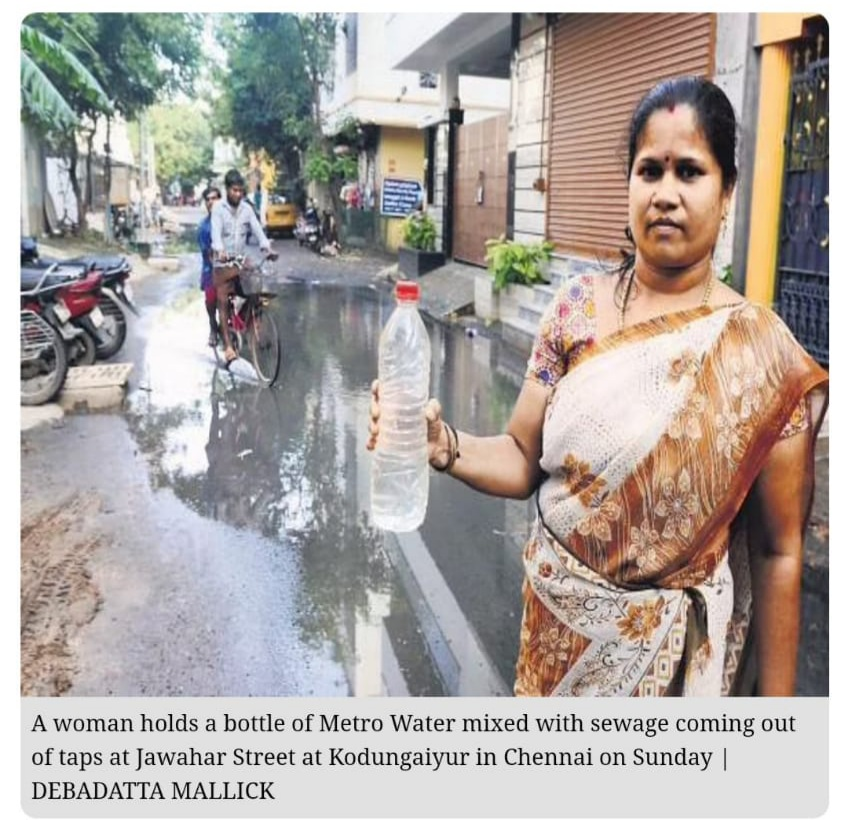 A woman holds a bottle of Metro Water mixed with sewage coming out
of taps at Jawahar Street at Kodungaiyur in Chennai on Sunday |
DEBADATTA MALLICK